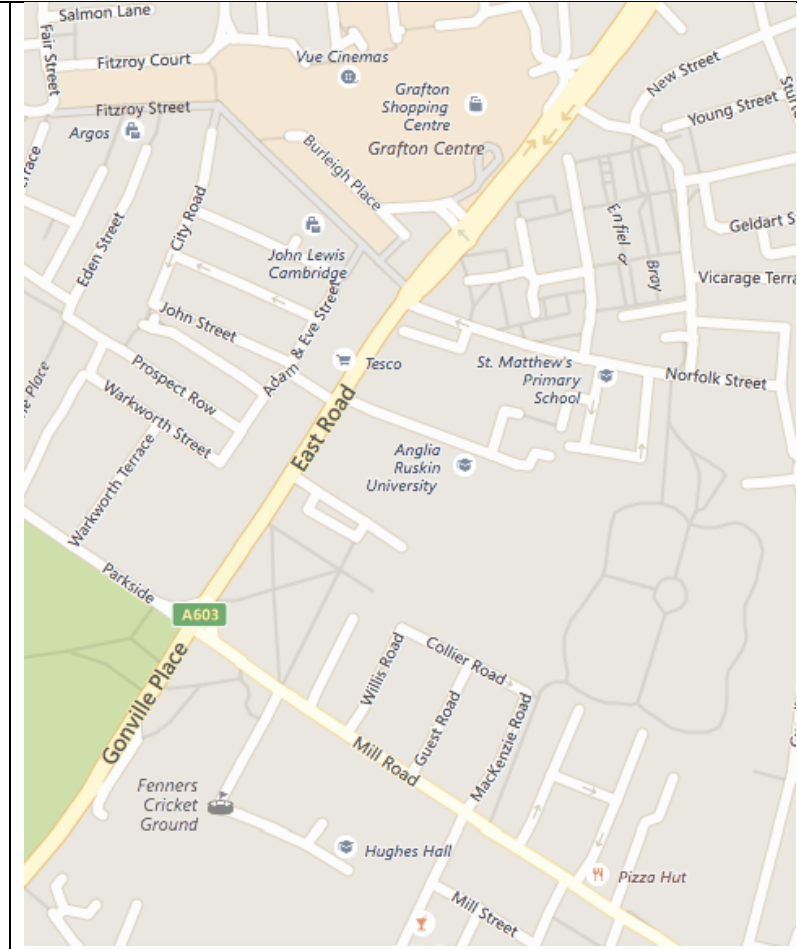 Salmon Lane
Fair Street
Fitzroy Court
Vue Cinemas
Grafton
Shopping
Centre
New Street
Fitzroy Street
Argos
Young Street
Grafton Centre
Burleigh Place
City Road
Eden Street
Enfiel
Bray
Geldart S
John Lewis
Cambridge
Vicarage Terra
John Street
Adam & Eve Street
Tesco
St. Matthew's
Primary
School
Norfolk Street
Prospect Row
Warkworth Street
East Road
Anglia
Ruskin
University
Warkworth Terrace
Parkside
A603
Gonville Place
Willis Road
Collier Road
Guest Road
MacKenzie Road
Mill Road
Fenners
Cricket
Ground
Hughes Hall
Pizza Hut
Mill Street